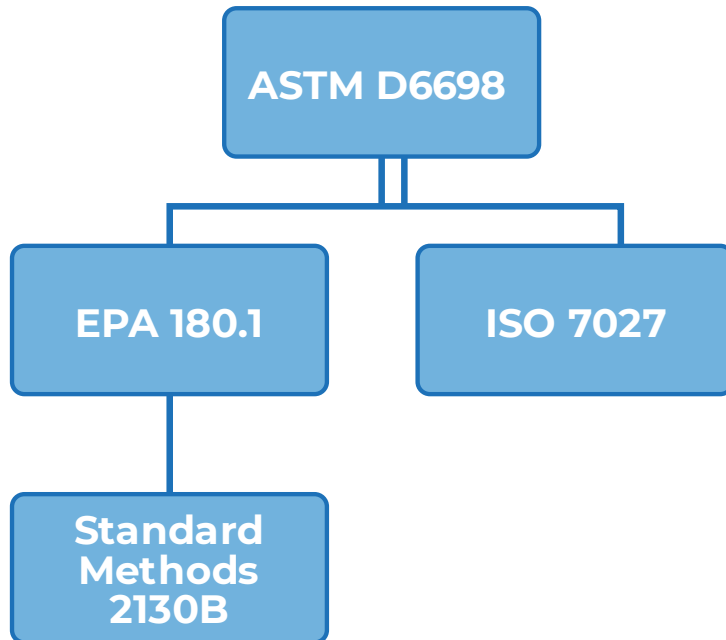 ASTM D6698
EPA 180.1
ISO 7027
Standard
Methods
2130B